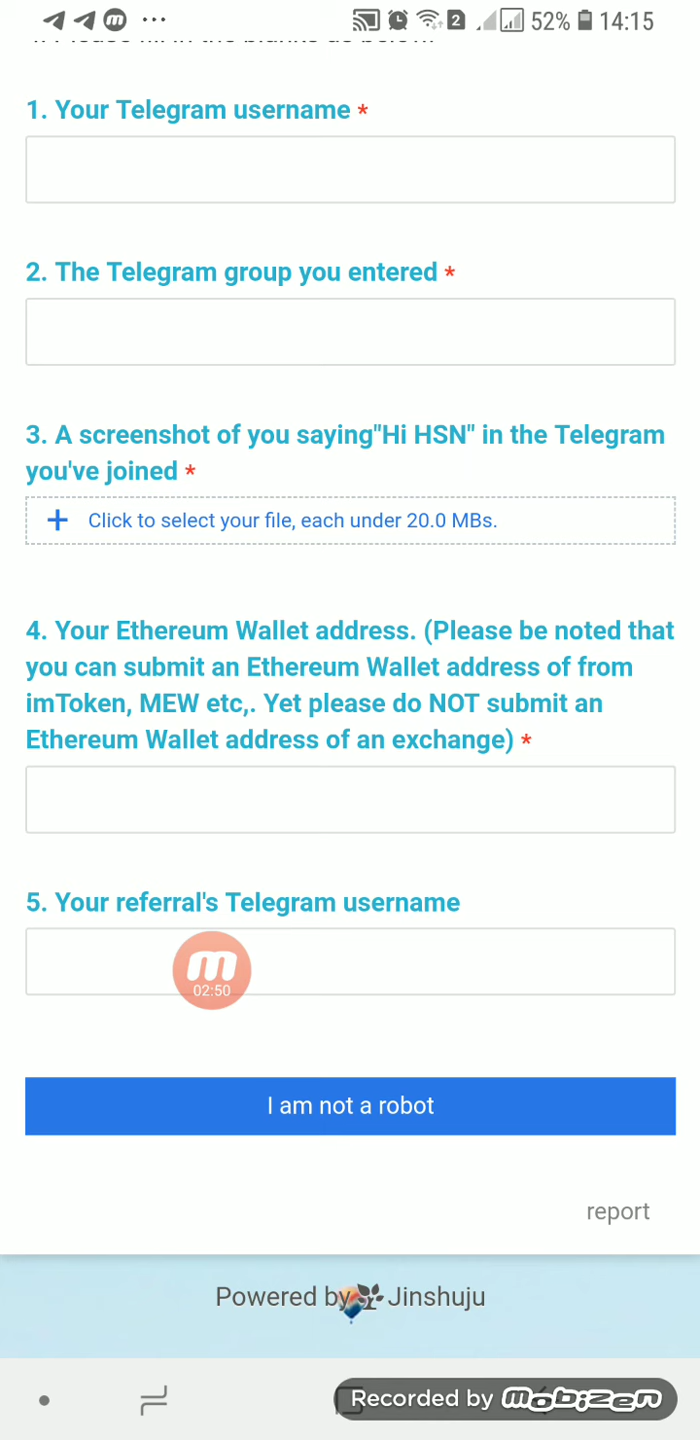 52% 14:15
2
1. Your Telegram username *
2. The Telegram group you entered *
3. A screenshot of you saying"Hi HSN" in the Telegram
you've joined *
+ Click to select your file, each under 20.0 MBs.
4. Your Ethereum Wallet address. (Please be noted that
you can submit an Ethereum Wallet address of from
imToken, MEW etc,. Yet please do NOT submit an
Ethereum Wallet address of an exchange) *
5. Your referral's Telegram username
m
02:50
I am not a robot
report
Powered by Jinshuju
Recorded by mobizen